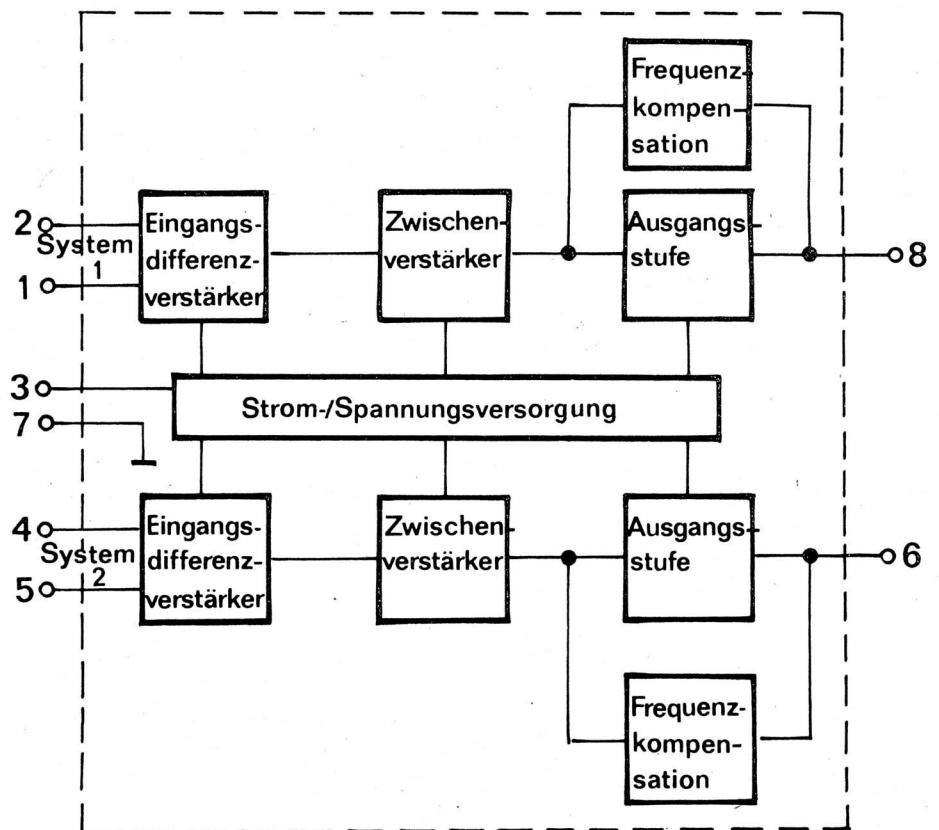 Frequenz-
kompen-
sation
2
System
1
1
Eingangs-
differenz-
verstärker
Zwischen-
verstärker
Ausgangs-
stufe
8
3
7
Strom-/Spannungsversorgung
4
System
2
5
Eingangs-
differenz-
verstärker
Zwischen-
verstärker
Ausgangs-
stufe
6
Frequenz-
kompen-
sation